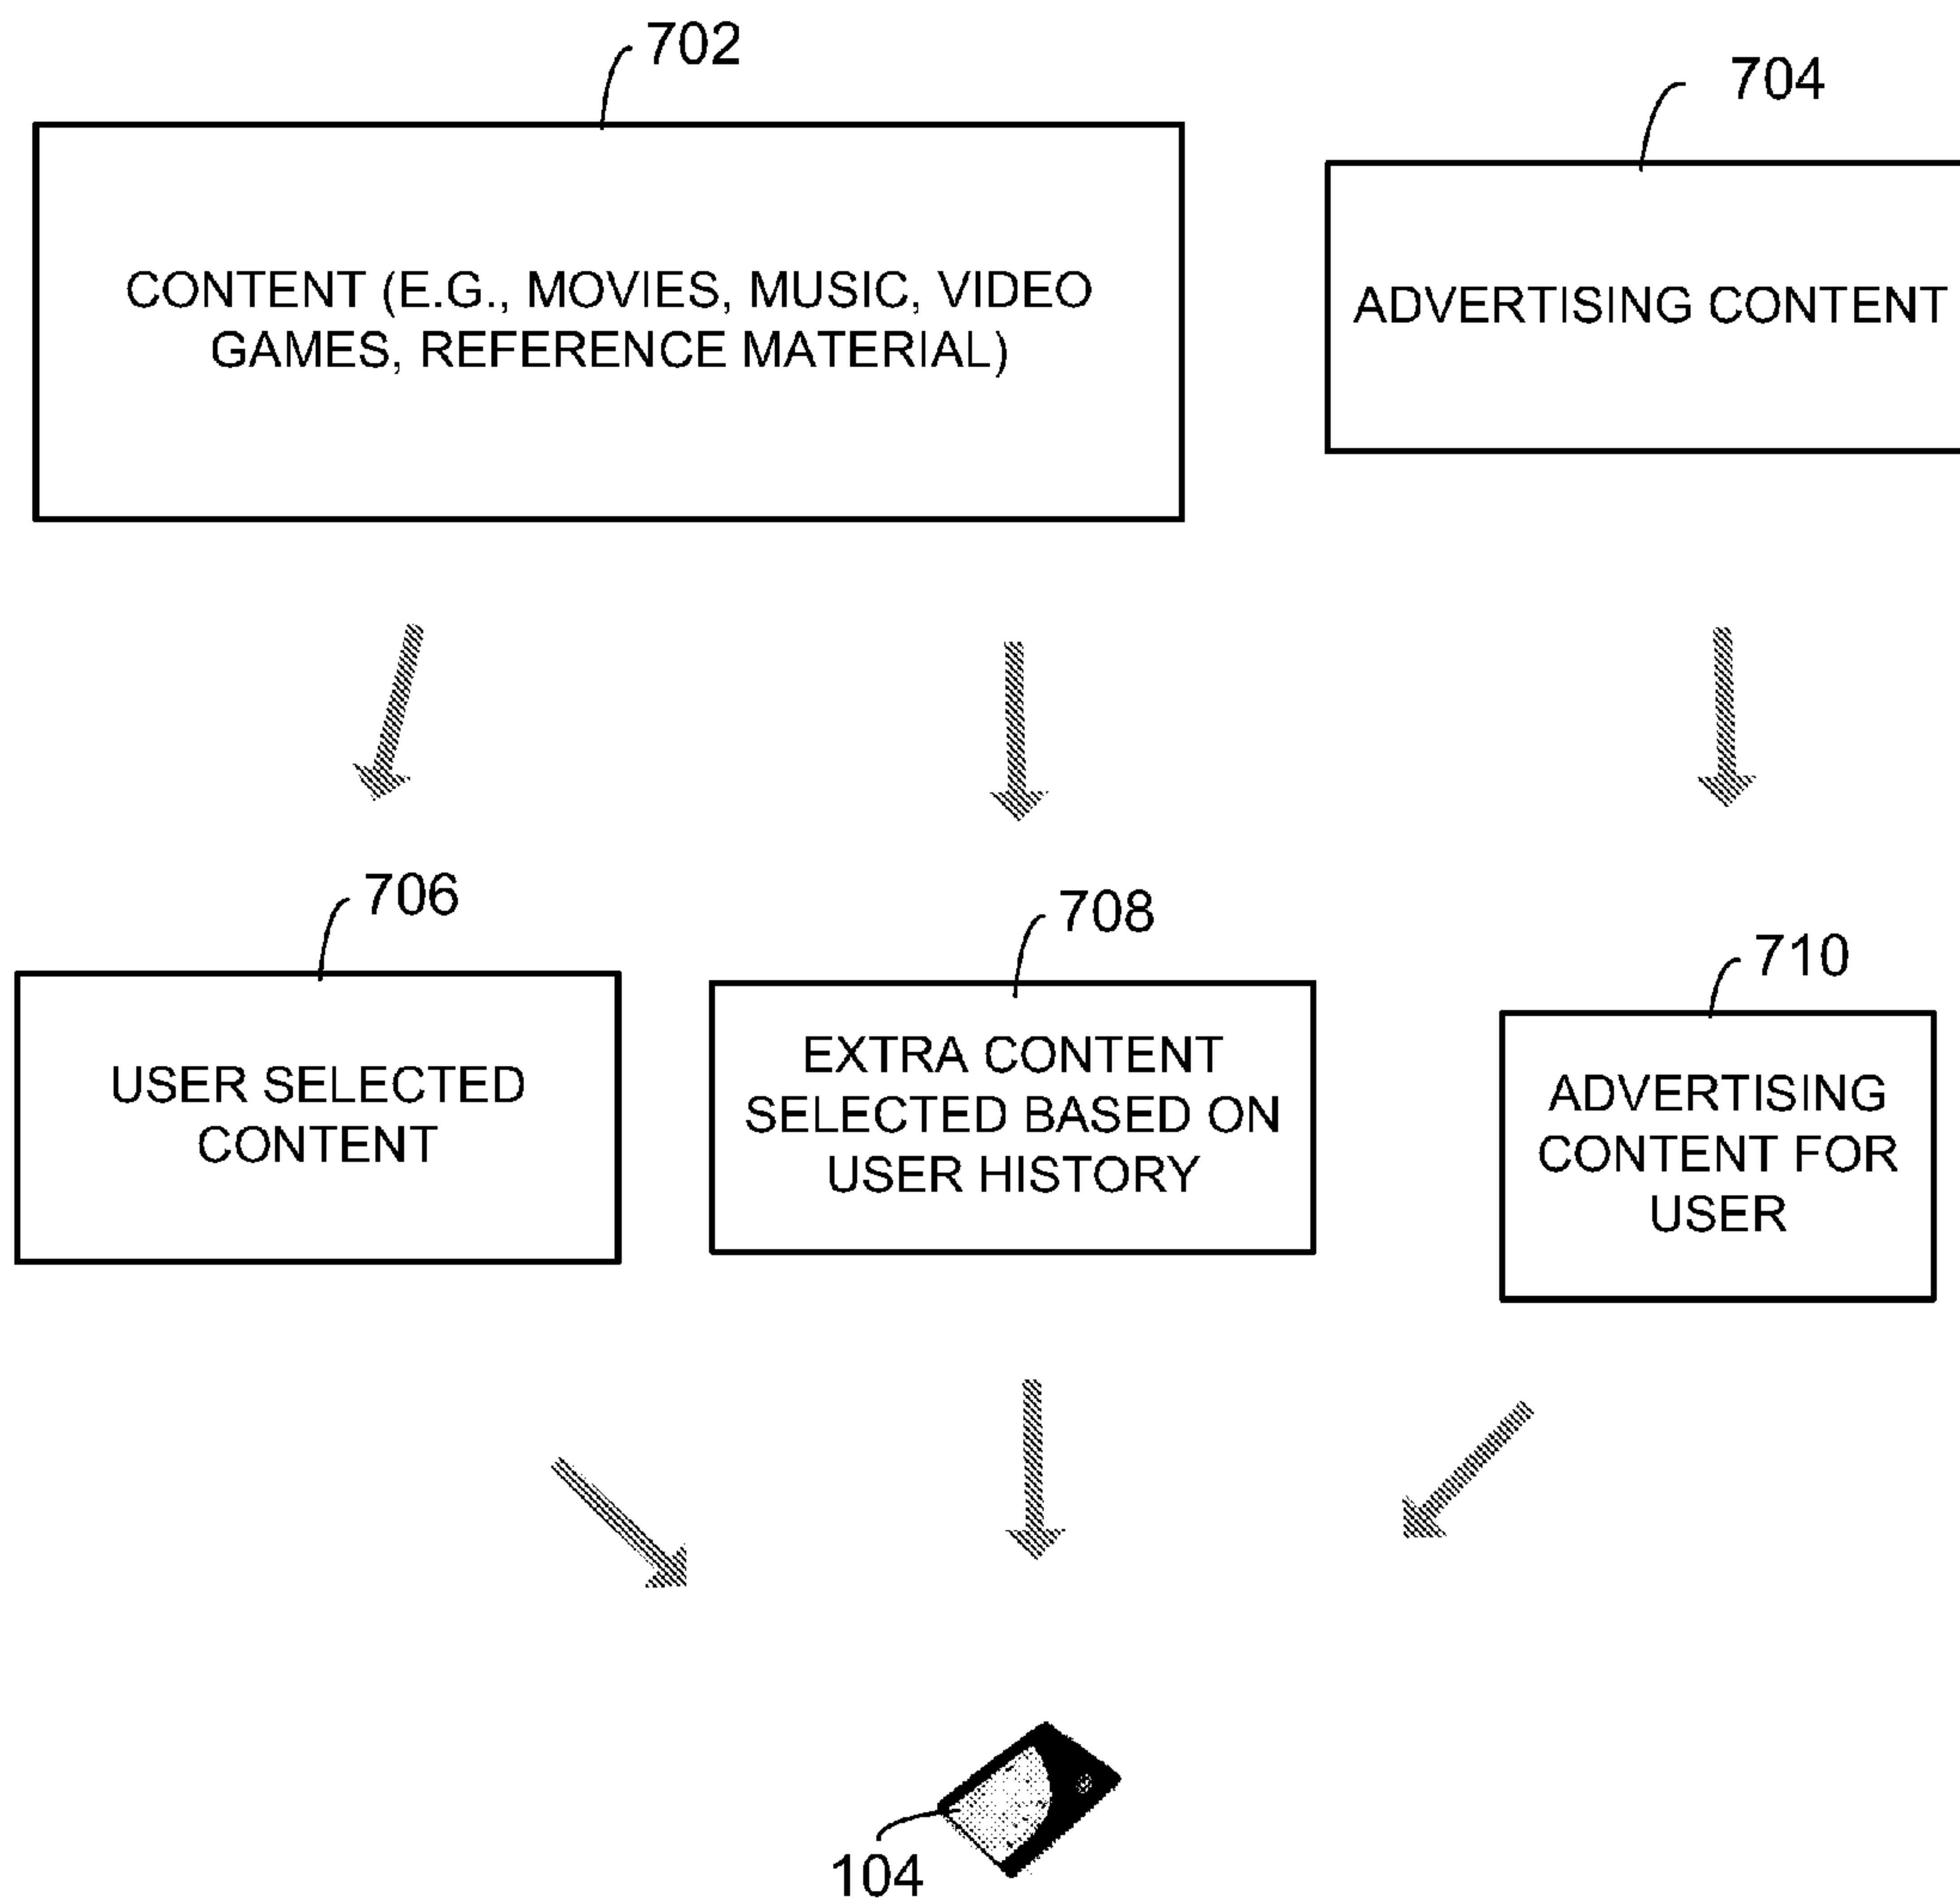 702
704
CONTENT (E.G., MOVIES, MUSIC, VIDEO
GAMES, REFERENCE MATERIAL)
ADVERTISING CONTENT
706
708
710
USER SELECTED
CONTENT
EXTRA CONTENT
SELECTED BASED ON
USER HISTORY
ADVERTISING
CONTENT FOR
USER
104